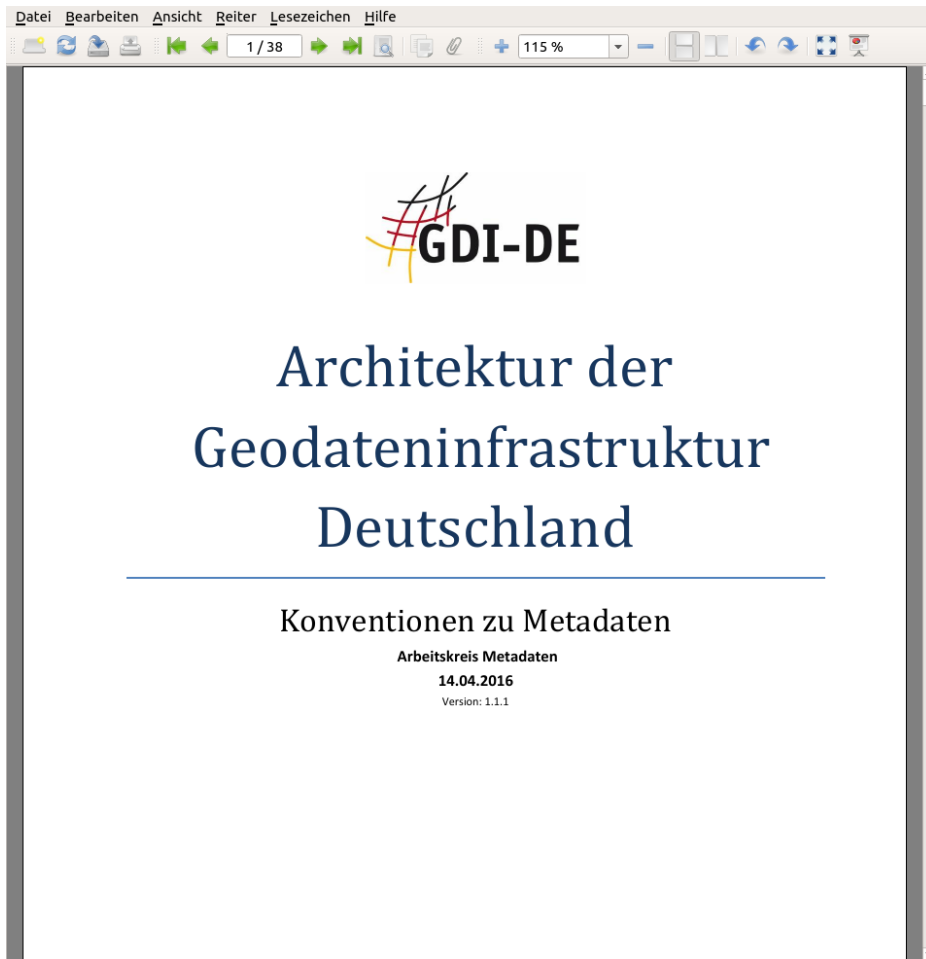 Datei Bearbeiten Ansicht Reiter Lesezeichen Hilfe
1 / 38 115 %
GDI-DE
Architektur der
Geodateninfrastruktur
Deutschland
Konventionen zu Metadaten
Arbeitskreis Metadaten
14.04.2016
Version: 1.1.1